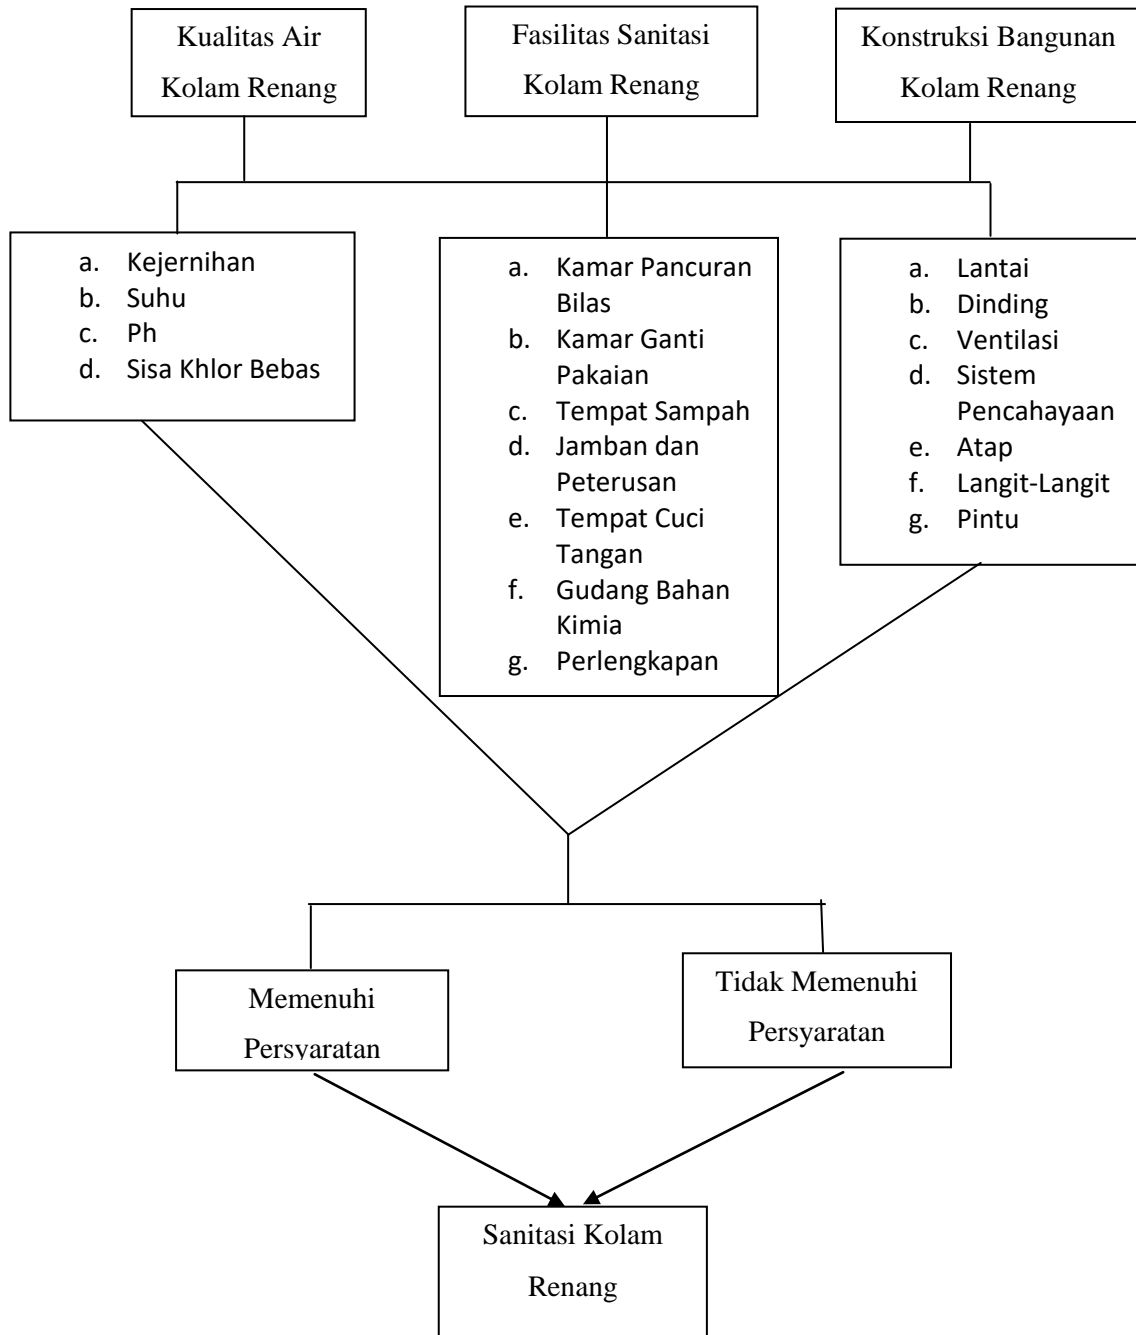 Kualitas Air
Kolam Renang
Fasilitas Sanitasi
Kolam Renang
Konstruksi Bangunan
Kolam Renang
a. Kejernihan
b. Suhu
c. Ph
d. Sisa Khlor Bebas
a. Kamar Pancuran
Bilas
b. Kamar Ganti
Pakaian
c. Tempat Sampah
d. Jamban dan
Peterusan
e. Tempat Cuci
Tangan
f. Gudang Bahan
Kimia
g. Perlengkapan
a. Lantai
b. Dinding
c. Ventilasi
d. Sistem
Pencahayaan
e. Atap
f. Langit-Langit
g. Pintu
Memenuhi
Persyaratan
Tidak Memenuhi
Persyaratan
Sanitasi Kolam
Renang